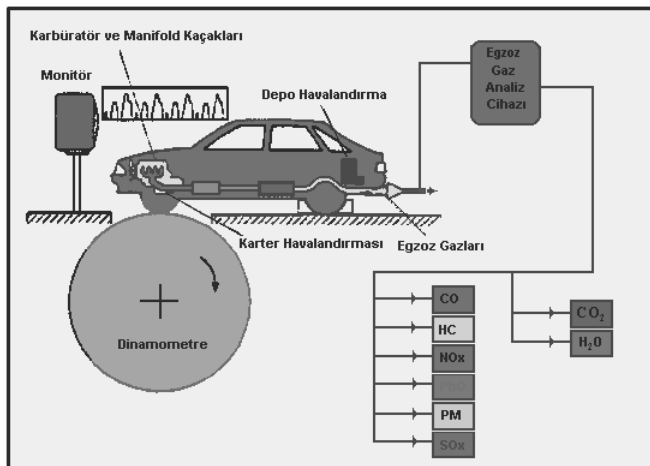 Karbüratör ve Manifold Kaçakları
Monitör
Depo Havalandırma
Egzoz
Gaz
Analiz
Cihazı
Karter Havalandırması
Egzoz Gazları
Dinamometre
CO
HC
NOx
PbO
PM
SOx
CO₂
H₂O